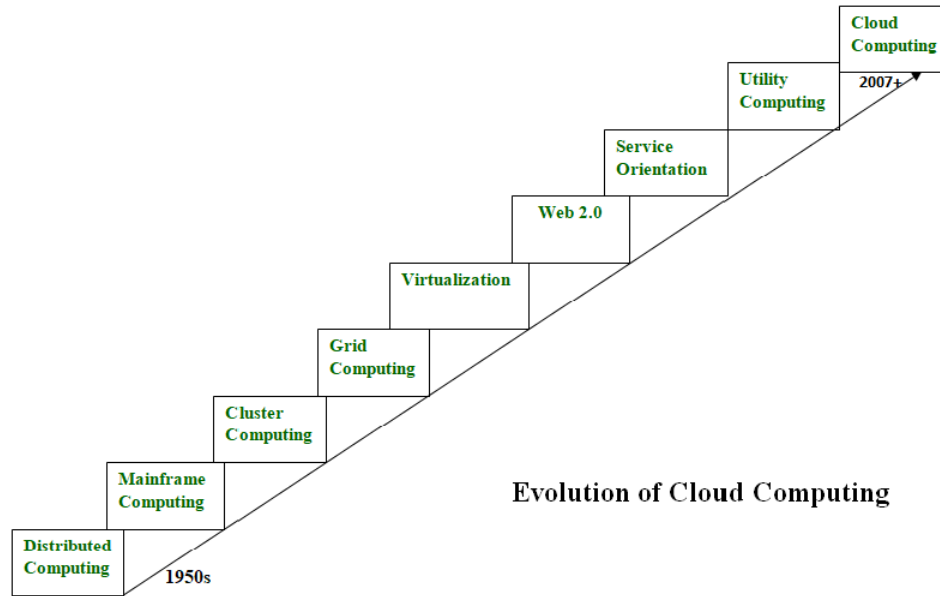 Cloud
Computing
2007+
Utility
Computing
Service
Orientation
Web 2.0
Virtualization
Grid
Computing
Cluster
Computing
Mainframe
Computing
Evolution of Cloud Computing
Distributed
Computing
1950s